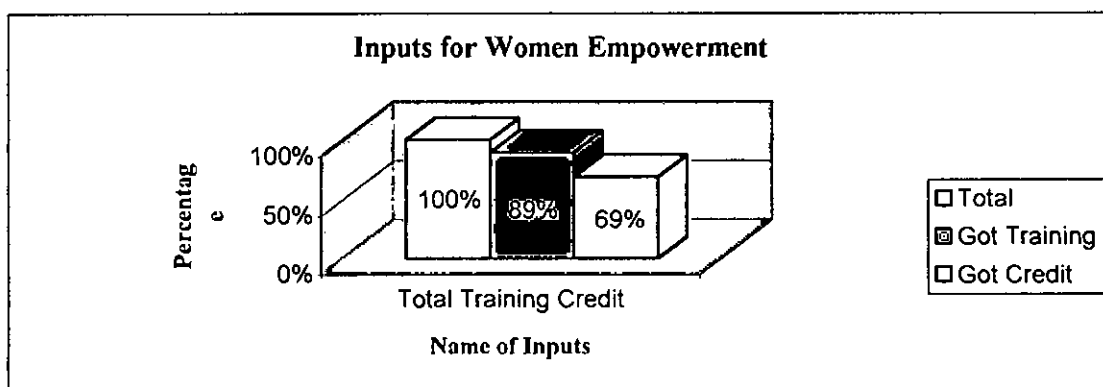 Inputs for Women Empowerment
Percentag
e
100%
50%
0%
100%
89%
69%
Total Training Credit
Name of Inputs
Total
Got Training
Got Credit